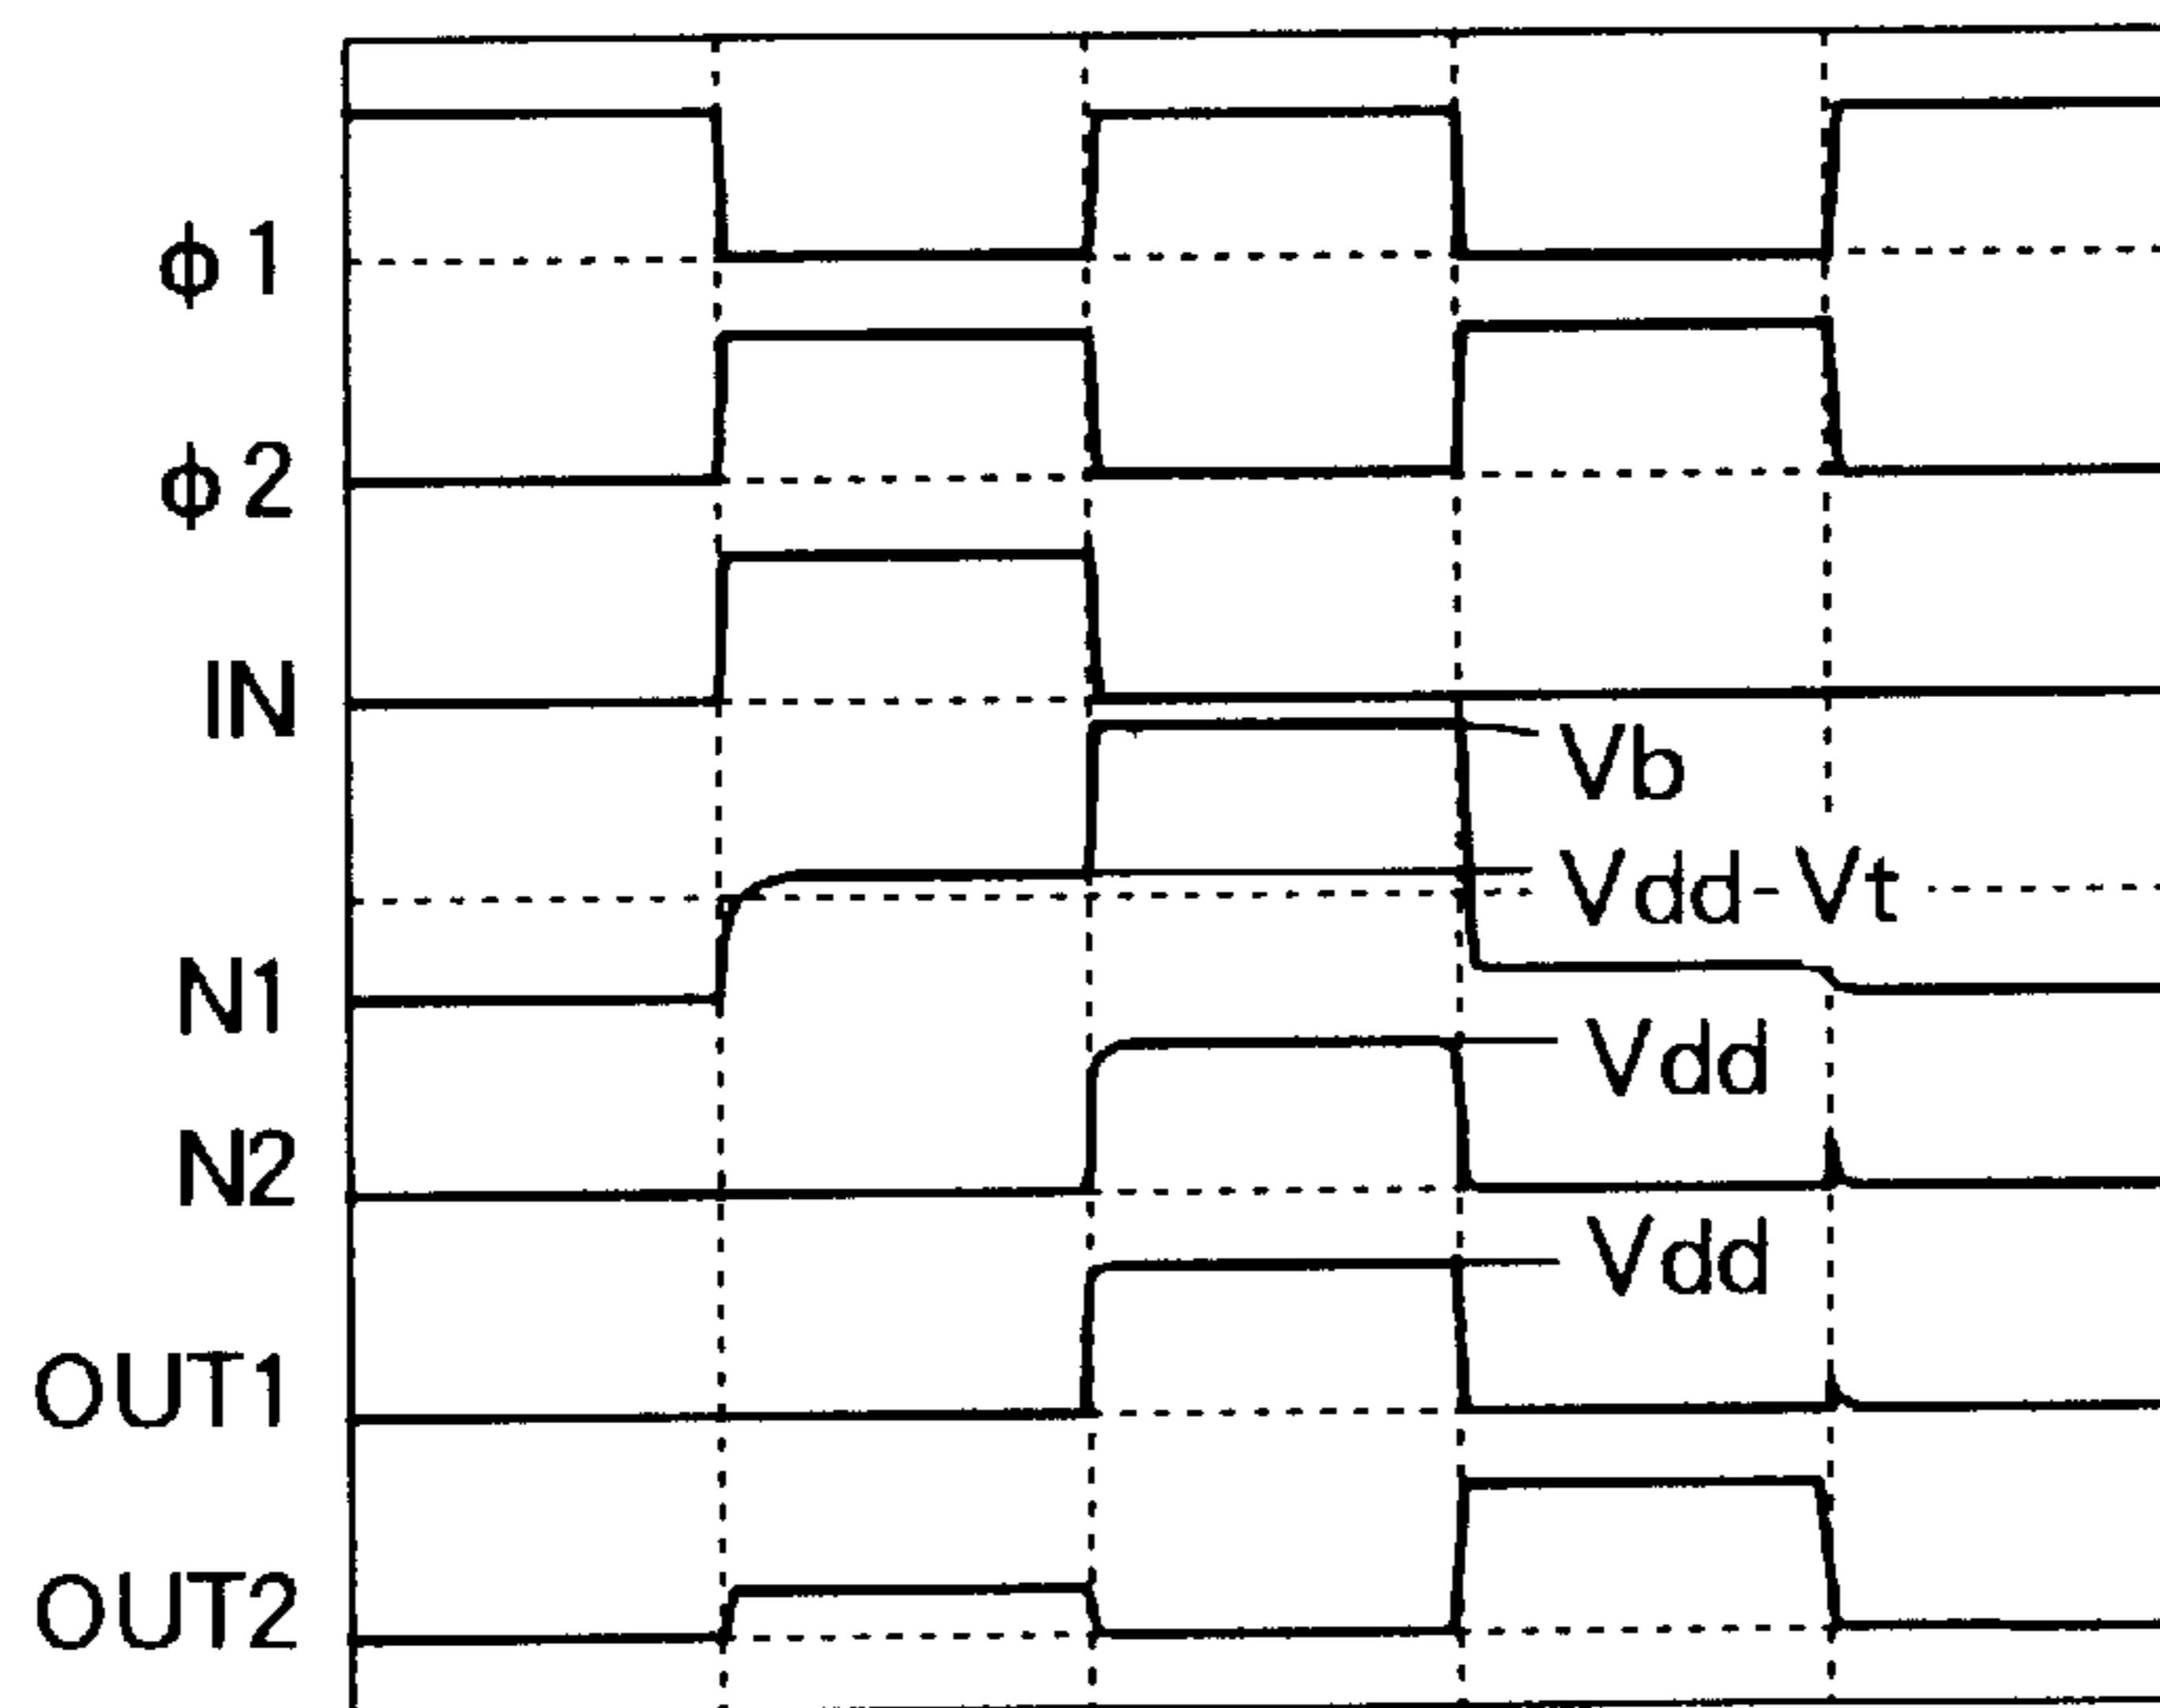 φ1
φ2
IN
Vb
Vdd-Vt
N1
Vdd
N2
Vdd
OUT1
OUT2